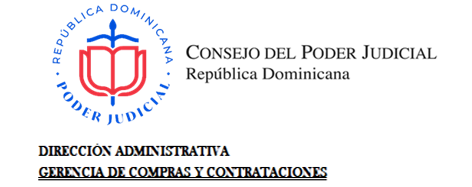 REPÚBLICA DOMINICANA
PODER JUDICIAL
CONSEJO DEL PODER JUDICIAL
República Dominicana
DIRECCIÓN ADMINISTRATIVA
GERENCIA DE COMPRAS Y CONTRATACIONES